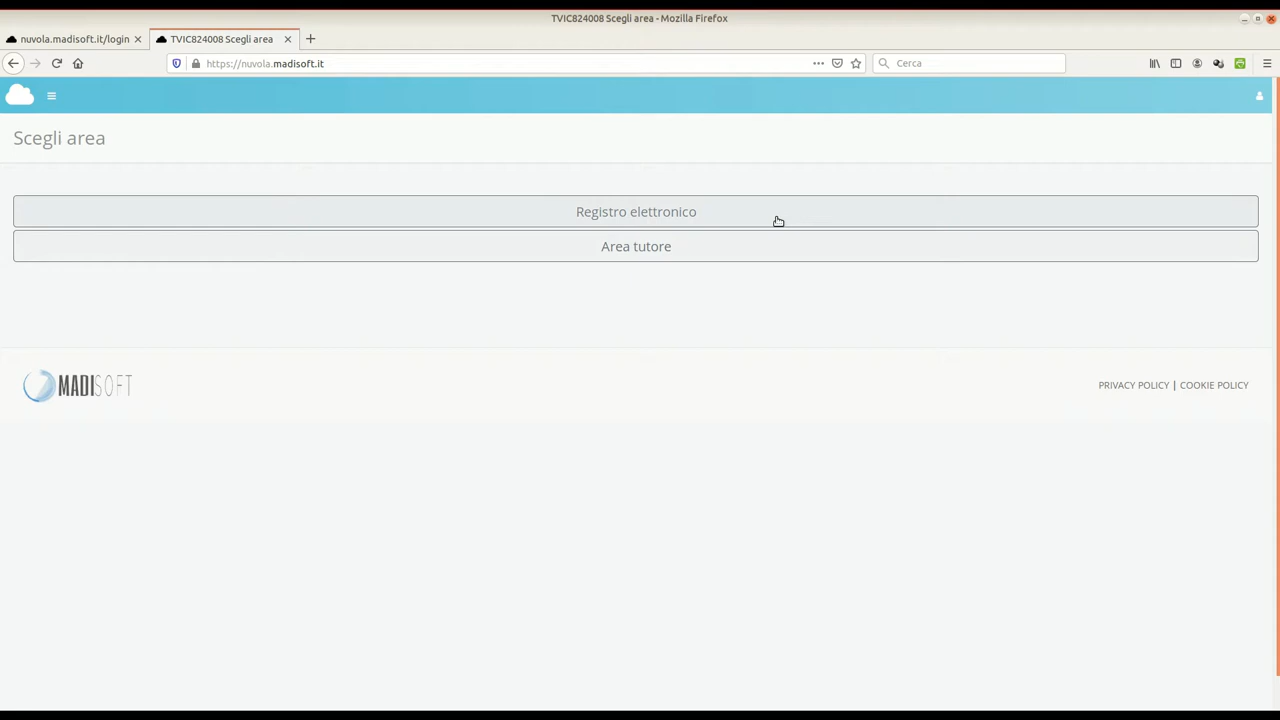 TVIC824008 Scegli area - Mozilla Firefox
nuvola.madisoft.it/login
TVIC824008 Scegli area
https://nuvola.madisoft.it
Cerca
Scegli area
Registro elettronico
Area tutore
MADISOFT
PRIVACY POLICY | COOKIE POLICY